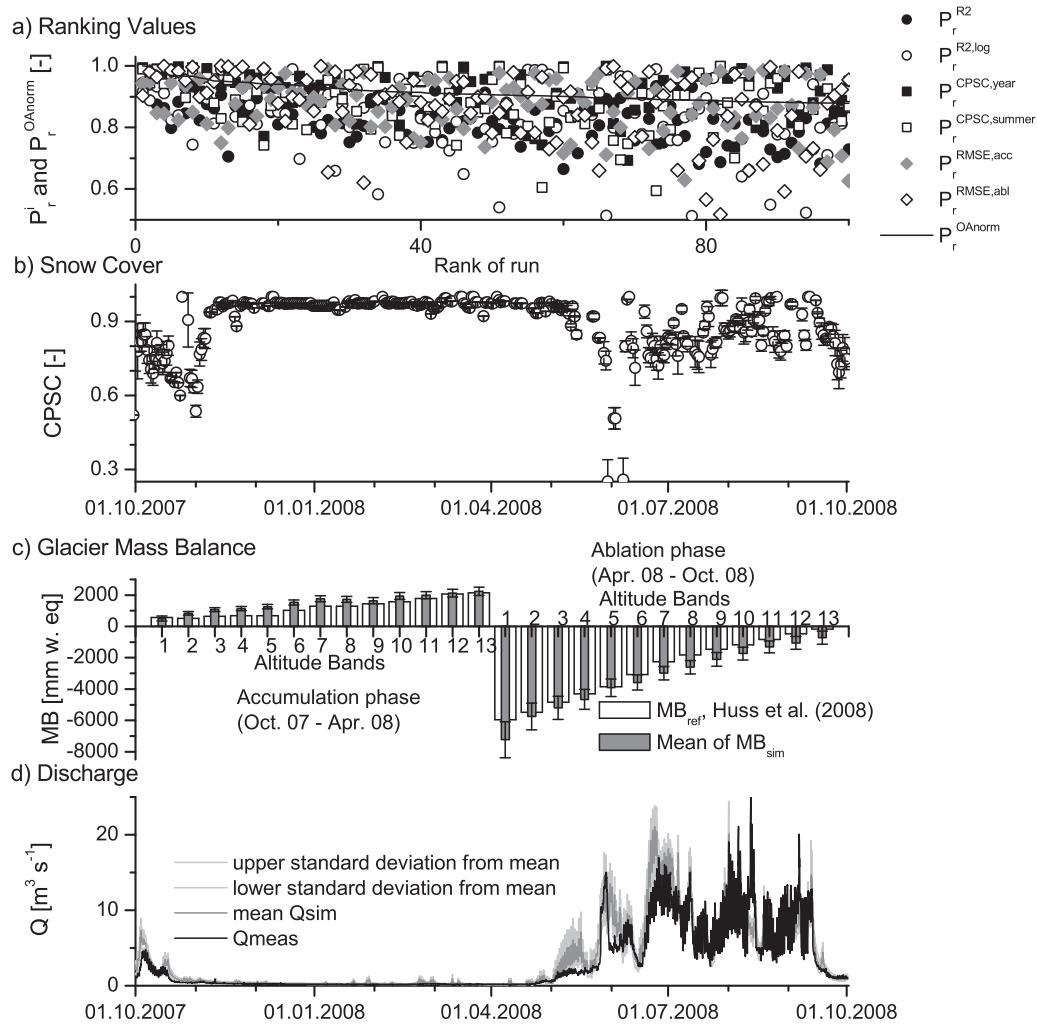 a) Ranking Values
P_r^i and P_r^OAnorm [-]
1.0
0.8
0.6
0
40
80
Rank of run
P_r^R2
P_r^R2,log
P_r^CPSC,year
P_r^CPSC,summer
P_r^RMSE,acc
P_r^RMSE,abl
P_r^OAnorm
b) Snow Cover
CPSC [-]
0.9
0.6
0.3
01.10.2007
01.01.2008
01.04.2008
01.07.2008
01.10.2008
c) Glacier Mass Balance
MB [mm w. eq]
2000
0
-2000
-4000
-6000
-8000
1 2 3 4 5 6 7 8 9 10 11 12 13
Altitude Bands
Accumulation phase
(Oct. 07 - Apr. 08)
Ablation phase
(Apr. 08 - Oct. 08)
Altitude Bands
1 2 3 4 5 6 7 8 9 10 11 12 13
MB_ref, Huss et al. (2008)
Mean of MB_sim
d) Discharge
Q [m³ s⁻¹]
20
10
0
upper standard deviation from mean
lower standard deviation from mean
mean Qsim
Qmeas
01.10.2007
01.01.2008
01.04.2008
01.07.2008
01.10.2008